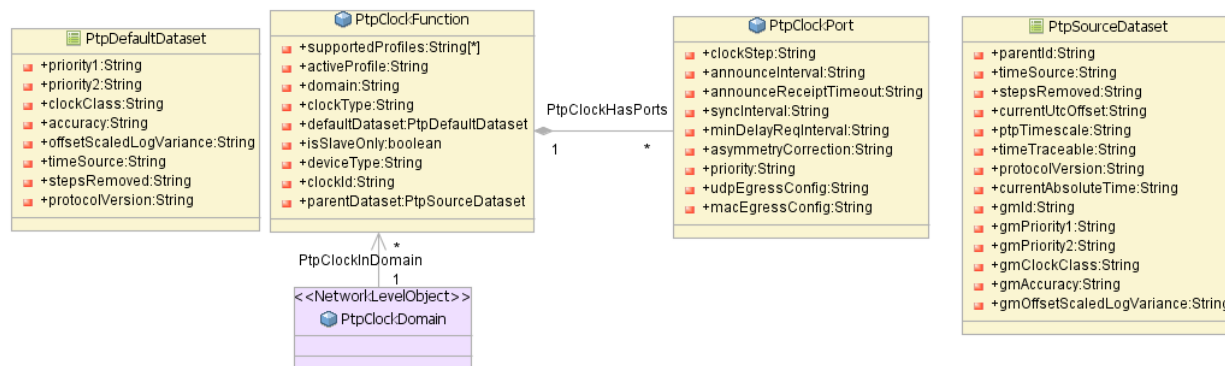 PtpDefaultDataset
+priority1:String
+priority2:String
+clockClass:String
+accuracy:String
+offsetScaledLogVariance:String
+timeSource:String
+stepsRemoved:String
+protocolVersion:String
PtpClock:Function
+supportedProfiles:String[*]
+activeProfile:String
+domain:String
+clockType:String
+defaultDataset:PtpDefaultDataset
+isSlaveOnly:boolean
+deviceType:String
+clockId:String
+parentDataset:PtpSourceDataset
PtpClockHasPorts
1
*
PtpClock:Port
+clockStep:String
+announceInterval:String
+announceReceiptTimeout:String
+syncInterval:String
+minDelayReqInterval:String
+asymmetryCorrection:String
+priority:String
+udpEgressConfig:String
+macEgressConfig:String
PtpSourceDataset
+parentId:String
+timeSource:String
+stepsRemoved:String
+currentUtcOffset:String
+ptpTimescale:String
+timeTraceable:String
+protocolVersion:String
+currentAbsoluteTime:String
+gmId:String
+gmPriority1:String
+gmPriority2:String
+gmClockClass:String
+gmAccuracy:String
+gmOffsetScaledLogVariance:String
*
PtpClockInDomain
1
<<Network:LevelObject>>
PtpClock:Domain